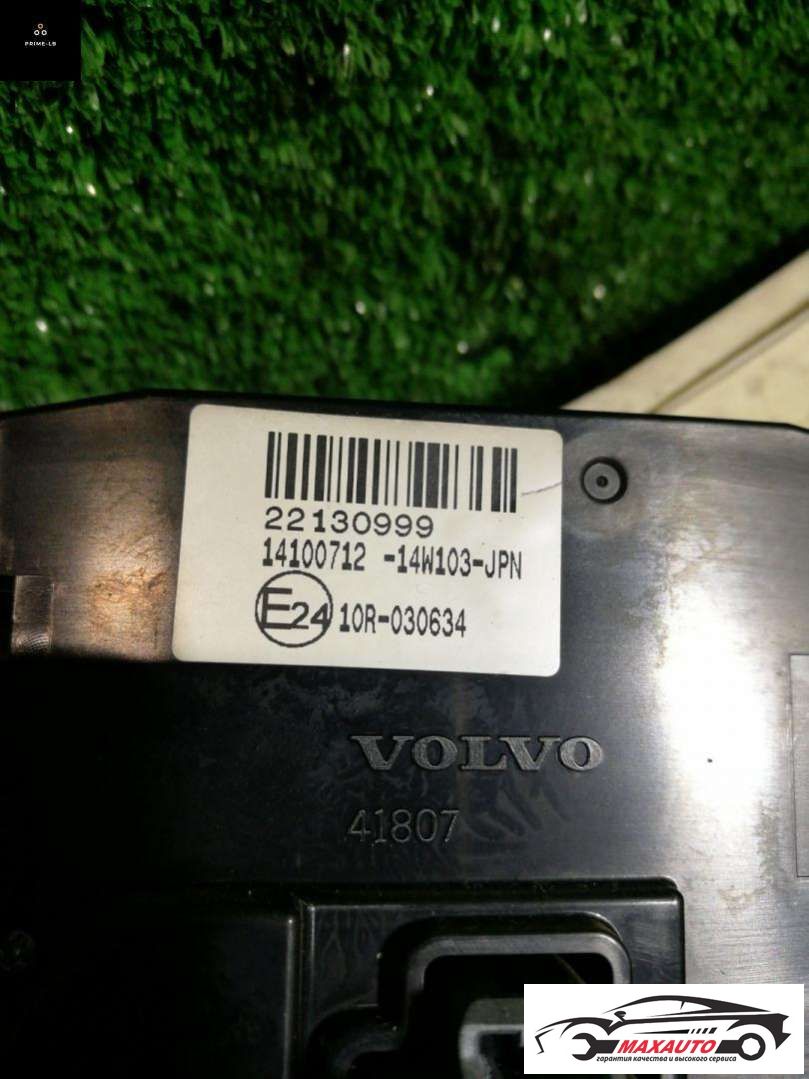 PRIME-LB
22130999
14100712 -14W103-JPN
E24 10R-030634
VOLVO
41807
MAXAUTO
гарантия качества и высокого сервиса